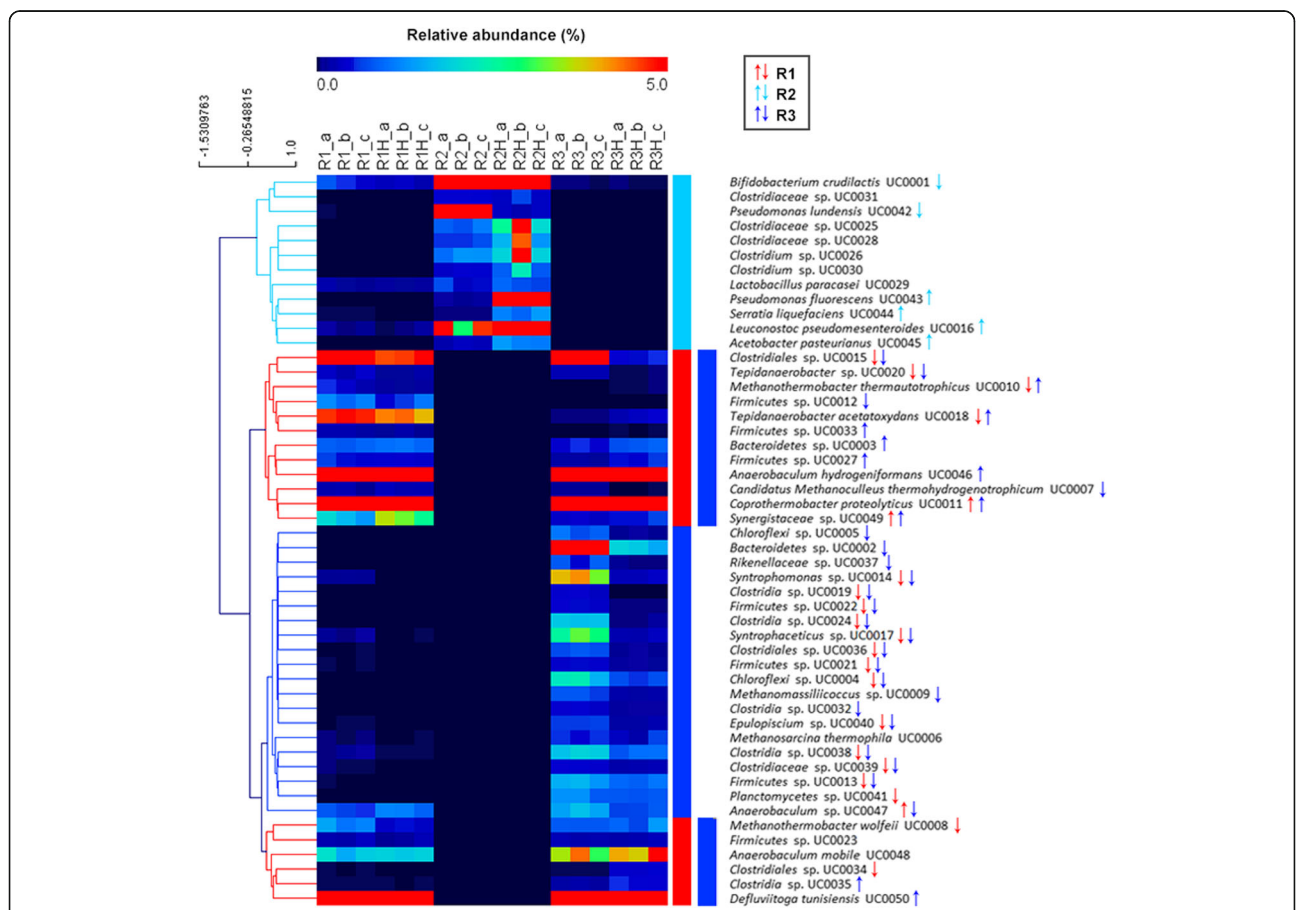 Relative abundance (%)
0.0
5.0
↑↓ R1
↑↓ R2
↑↓ R3
-1.5309763
-0.26548815
1.0
R1_a
R1_b
R1_c
R1H_a
R1H_b
R1H_c
R2_a
R2_b
R2_c
R2H_a
R2H_b
R2H_c
R3_a
R3_b
R3_c
R3H_a
R3H_b
R3H_c
Bifidobacterium crudilactis UC0001 ↓
Clostridiaceae sp. UC0031
Pseudomonas lundensis UC0042 ↓
Clostridiaceae sp. UC0025
Clostridiaceae sp. UC0028
Clostridium sp. UC0026
Clostridium sp. UC0030
Lactobacillus paracasei UC0029
Pseudomonas fluorescens UC0043 ↑
Serratia liquefaciens UC0044 ↑
Leuconostoc pseudomesenteroides UC0016 ↑
Acetobacter pasteurianus UC0045 ↑
Clostridiales sp. UC0015 ↓↓
Tepidanaerobacter sp. UC0020 ↓↓
Methanothermobacter thermautotrophicus UC0010 ↓↑
Firmicutes sp. UC0012 ↓
Tepidanaerobacter acetatoxydans UC0018 ↓↑
Firmicutes sp. UC0033 ↑
Bacteroidetes sp. UC0003 ↑
Firmicutes sp. UC0027 ↑
Anaerobaculum hydrogeniformans UC0046 ↑
Candidatus Methanoculleus thermohydrogenotrophicum UC0007 ↓
Coprothermobacter proteolyticus UC0011 ↑↑
Synergistaceae sp. UC0049 ↑↑
Chloroflexi sp. UC0005 ↓
Bacteroidetes sp. UC0002 ↓
Rikenellaceae sp. UC0037 ↓
Syntrophomonas sp. UC0014 ↓↓
Clostridia sp. UC0019 ↓↓
Firmicutes sp. UC0022 ↓↓
Clostridia sp. UC0024 ↓↓
Syntrophaceticus sp. UC0017 ↓↓
Clostridiales sp. UC0036 ↓↓
Firmicutes sp. UC0021 ↓↓
Chloroflexi sp. UC0004 ↓↓
Methanomassiliicoccus sp. UC0009 ↓
Clostridia sp. UC0032 ↓
Epulopiscium sp. UC0040 ↓↓
Methanosarcina thermophila UC0006
Clostridia sp. UC0038 ↓↓
Clostridiaceae sp. UC0039 ↓↓
Firmicutes sp. UC0013 ↓↓
Planctomycetes sp. UC0041 ↓
Anaerobaculum sp. UC0047 ↑↓
Methanothermobacter wolfeii UC0008 ↓
Firmicutes sp. UC0023
Anaerobaculum mobile UC0048
Clostridiales sp. UC0034 ↓
Clostridia sp. UC0035 ↑
Defluviitoga tunisiensis UC0050 ↑